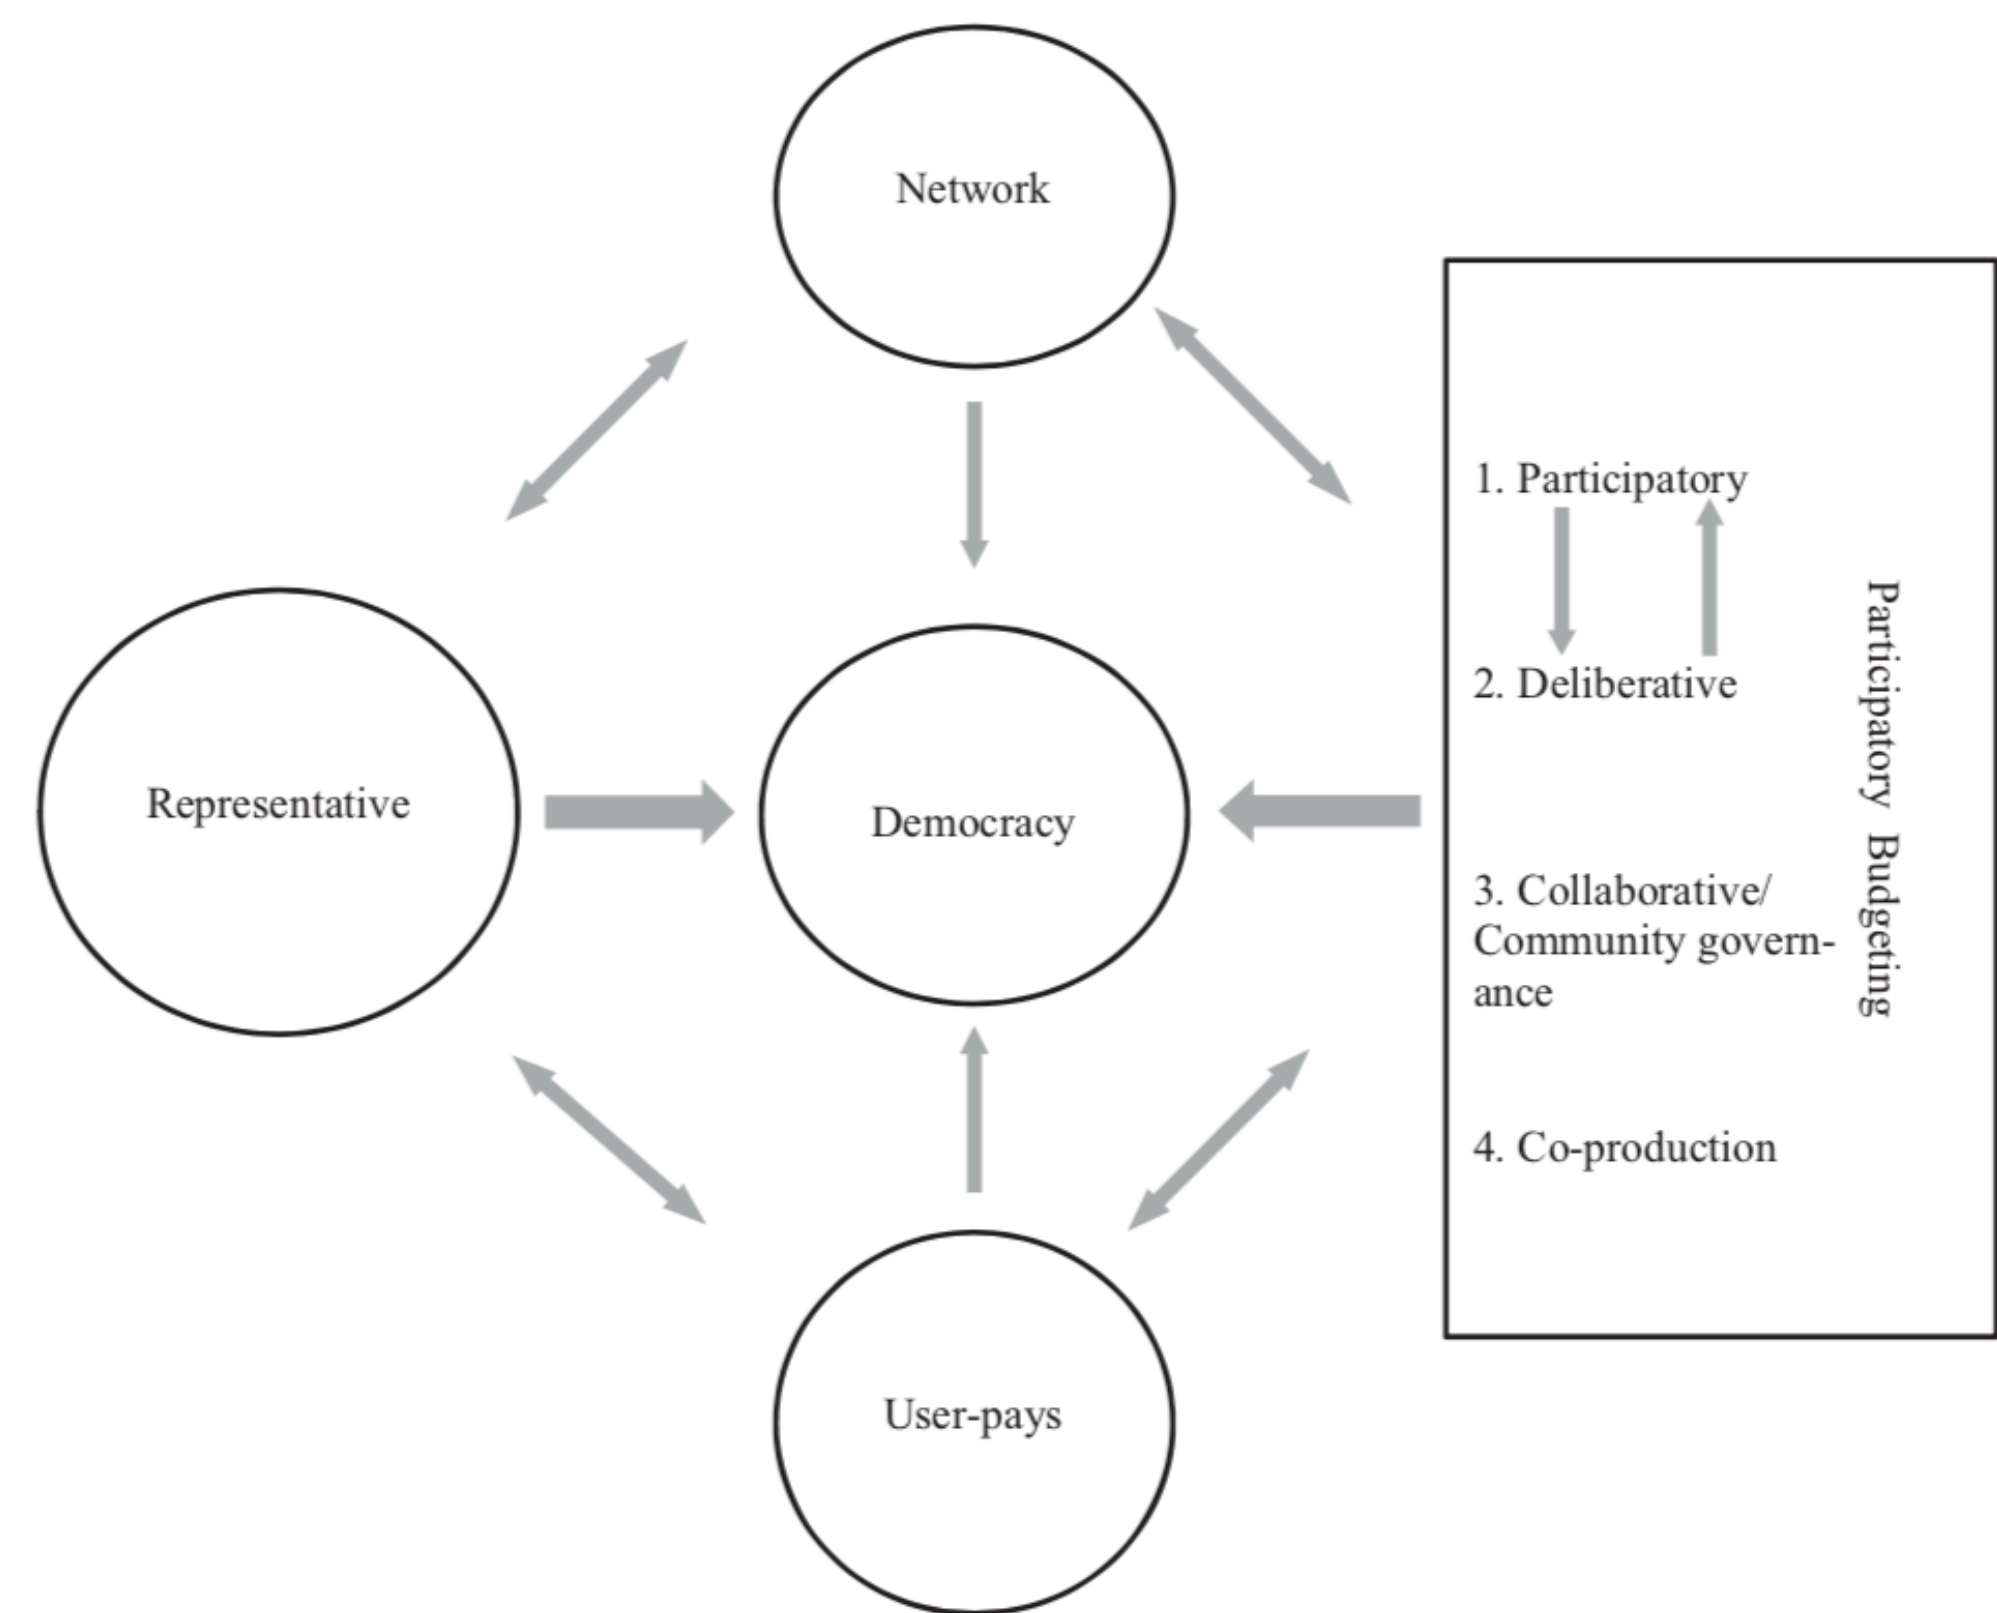 Network
1. Participatory
2. Deliberative
Representative
Democracy
3. Collaborative/
Community govern-
ance
4. Co-production
Participatory Budgeting
User-pays